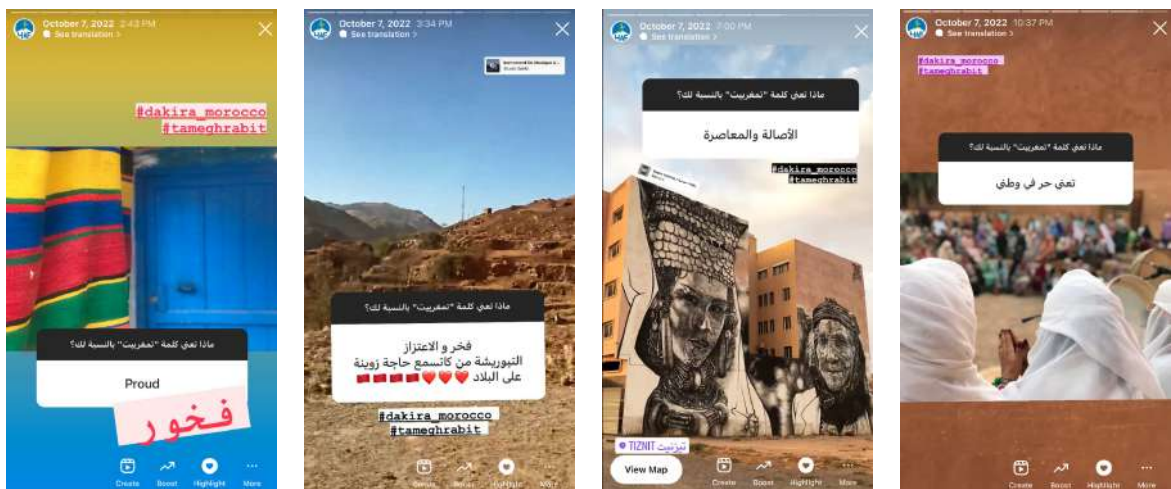 October 7, 2022 2:43 PM
See translation >
#dakira_morocco
#tameghrabit
ماذا تعني كلمة "تمغربيت" بالنسبة لك؟
Proud
فخور
Create Boost Highlight More
October 7, 2022 3:34 PM
See translation >
ماذا تعني كلمة "تمغربيت" بالنسبة لك؟
فخر و الاعتزاز
التبوريشة من كاتسمع حاجة زوينة
على البلاد ❤️❤️❤️🇲🇦🇲🇦🇲🇦🇲🇦
#dakira_morocco
#tameghrabit
Create Boost Highlight More
October 7, 2022 7:00 PM
See translation >
ماذا تعني كلمة "تمغربيت" بالنسبة لك؟
الأصالة والمعاصرة
#dakira_morocco
#tameghrabit
TIZNIT تيزنيت
View Map
Create Boost Highlight More
October 7, 2022 10:37 PM
See translation >
#dakira_morocco
#tameghrabit
ماذا تعني كلمة "تمغربيت" بالنسبة لك؟
تعني حر في وطني
Create Boost Highlight More